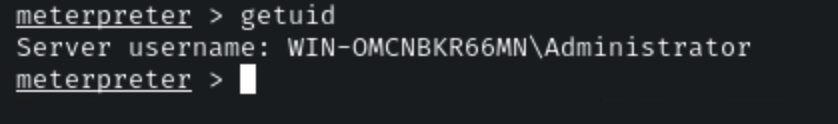 meterpreter > getuid
Server username: WIN-OMCNBKR66MN\Administrator
meterpreter >